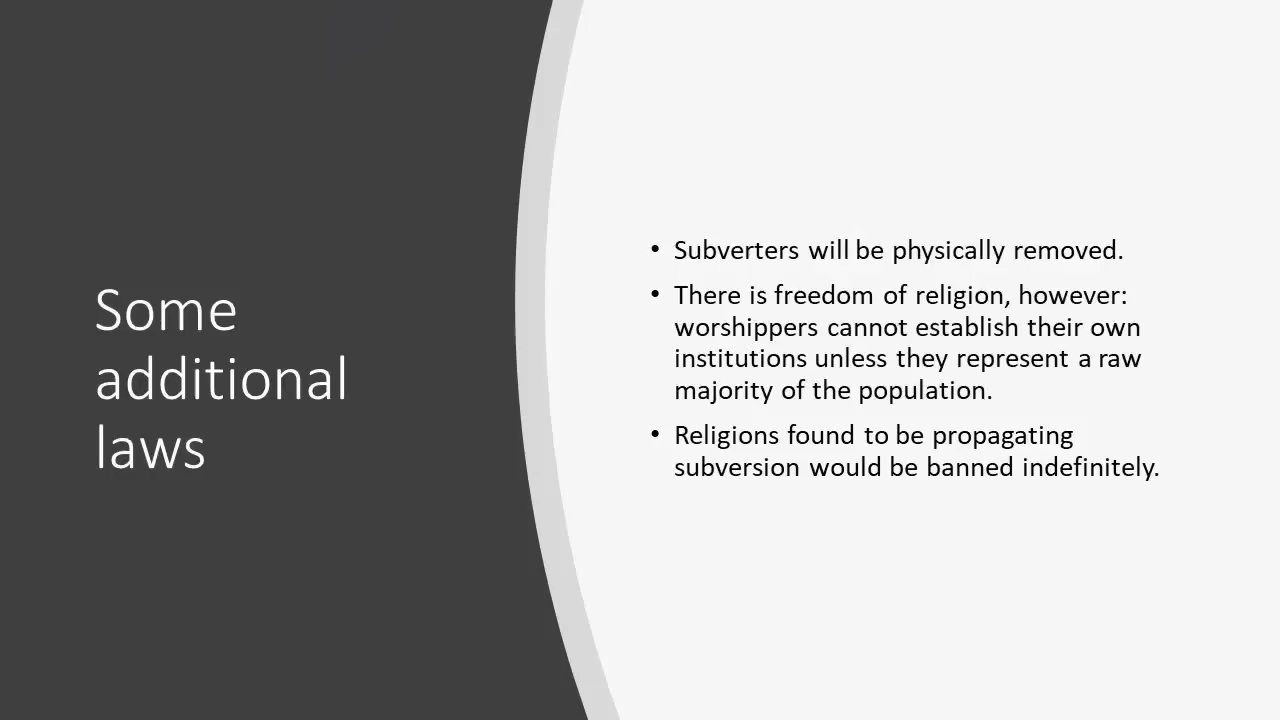 Some
additional
laws
• Subverters will be physically removed.
• There is freedom of religion, however:
worshippers cannot establish their own
institutions unless they represent a raw
majority of the population.
• Religions found to be propagating
subversion would be banned indefinitely.